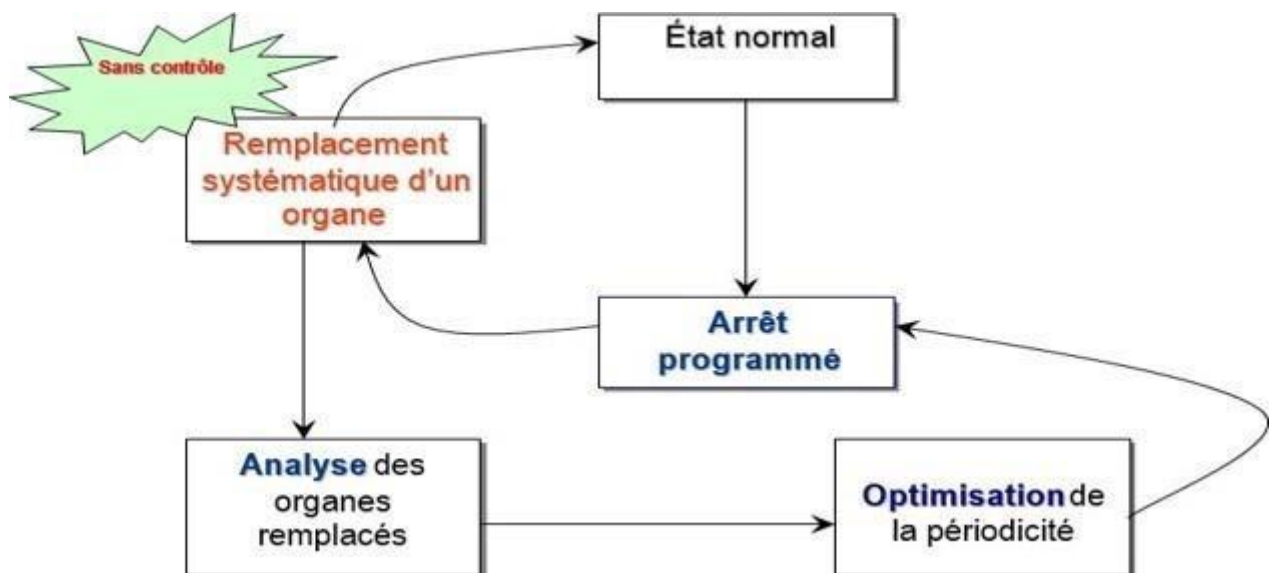 Sans contrôle
État normal
Remplacement
systématique d'un
organe
Arrêt
programmé
Analyse des
organes
remplacés
Optimisation de
la périodicité